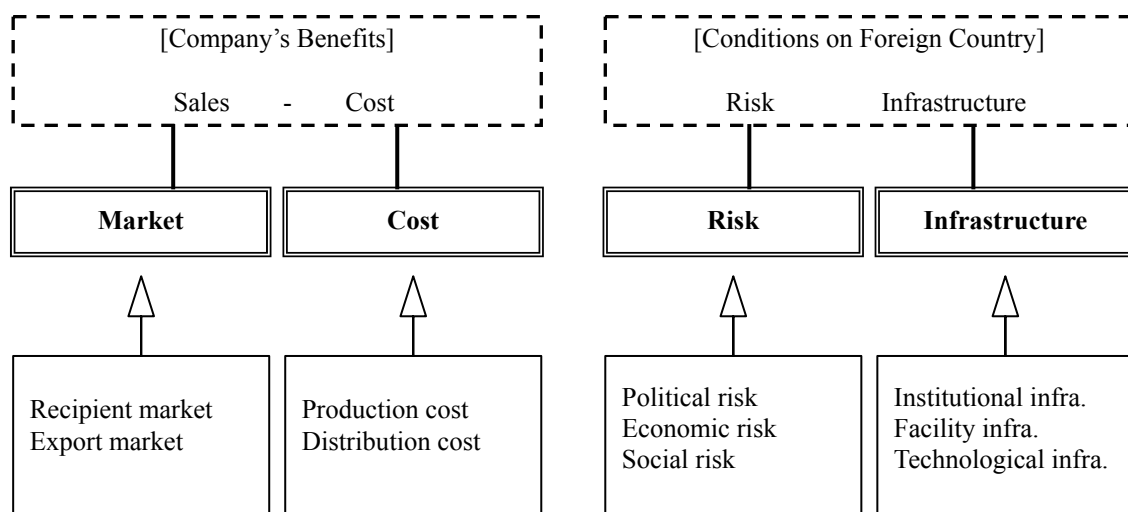 [Company’s Benefits]
[Conditions on Foreign Country]
Sales - Cost
Risk Infrastructure
Market
Cost
Risk
Infrastructure
Recipient market
Export market
Production cost
Distribution cost
Political risk
Economic risk
Social risk
Institutional infra.
Facility infra.
Technological infra.